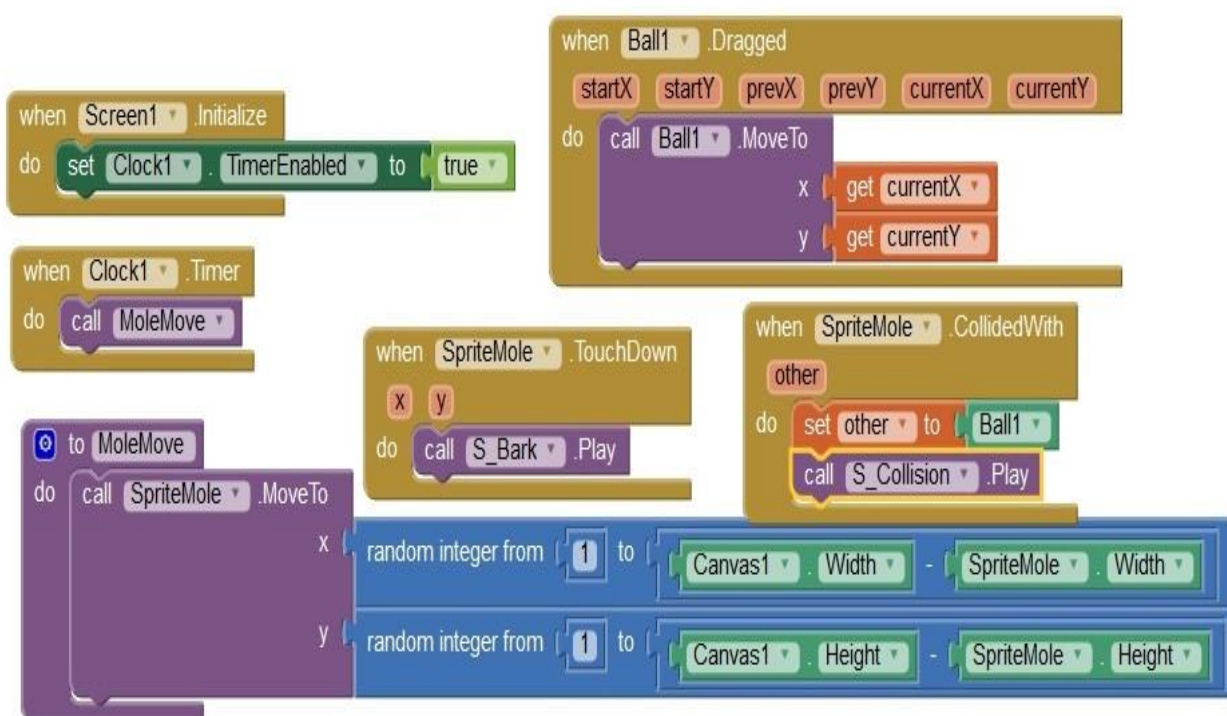 when Screen1 .Initialize
do set Clock1 . TimerEnabled to true
when Clock1 .Timer
do call MoleMove
when Ball1 .Dragged
startX startY prevX prevY currentX currentY
do call Ball1 .MoveTo
x get currentX
y get currentY
when SpriteMole .TouchDown
x y
do call S_Bark .Play
when SpriteMole .CollidedWith
other
do set other to Ball1
call S_Collision .Play
to MoleMove
do call SpriteMole .MoveTo
x random integer from 1 to Canvas1 . Width - SpriteMole . Width
y random integer from 1 to Canvas1 . Height - SpriteMole . Height